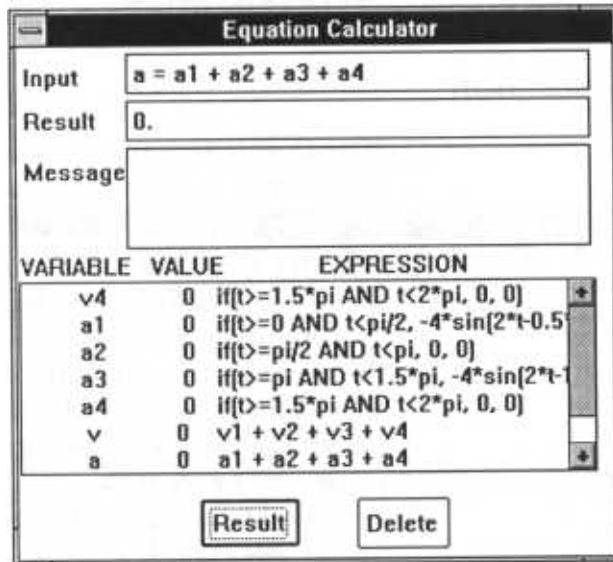 Equation Calculator
Input a = a1 + a2 + a3 + a4
Result 0.
Message
VARIABLE VALUE EXPRESSION
v4 0 if(t>=1.5*pi AND t<2*pi, 0, 0)
a1 0 if(t>=0 AND t<pi/2, -4*sin(2*t-0.5*
a2 0 if(t>=pi/2 AND t<pi, 0, 0)
a3 0 if(t>=pi AND t<1.5*pi, -4*sin(2*t-1
a4 0 if(t>=1.5*pi AND t<2*pi, 0, 0)
v 0 v1 + v2 + v3 + v4
a 0 a1 + a2 + a3 + a4
Result Delete